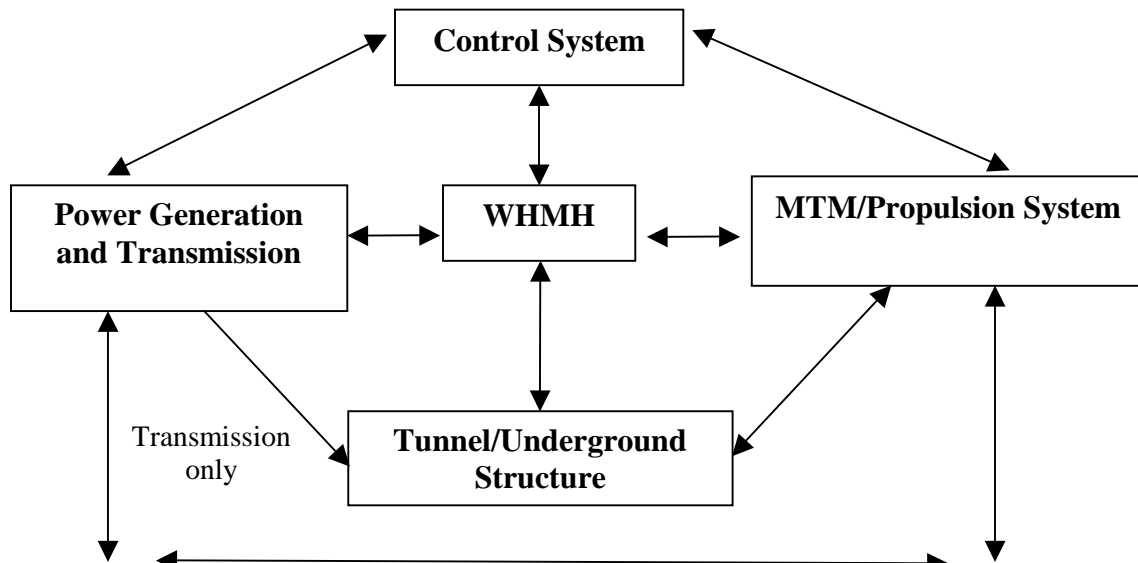 Control System
Power Generation
and Transmission
WHMH
MTM/Propulsion System
Transmission
only
Tunnel/Underground
Structure